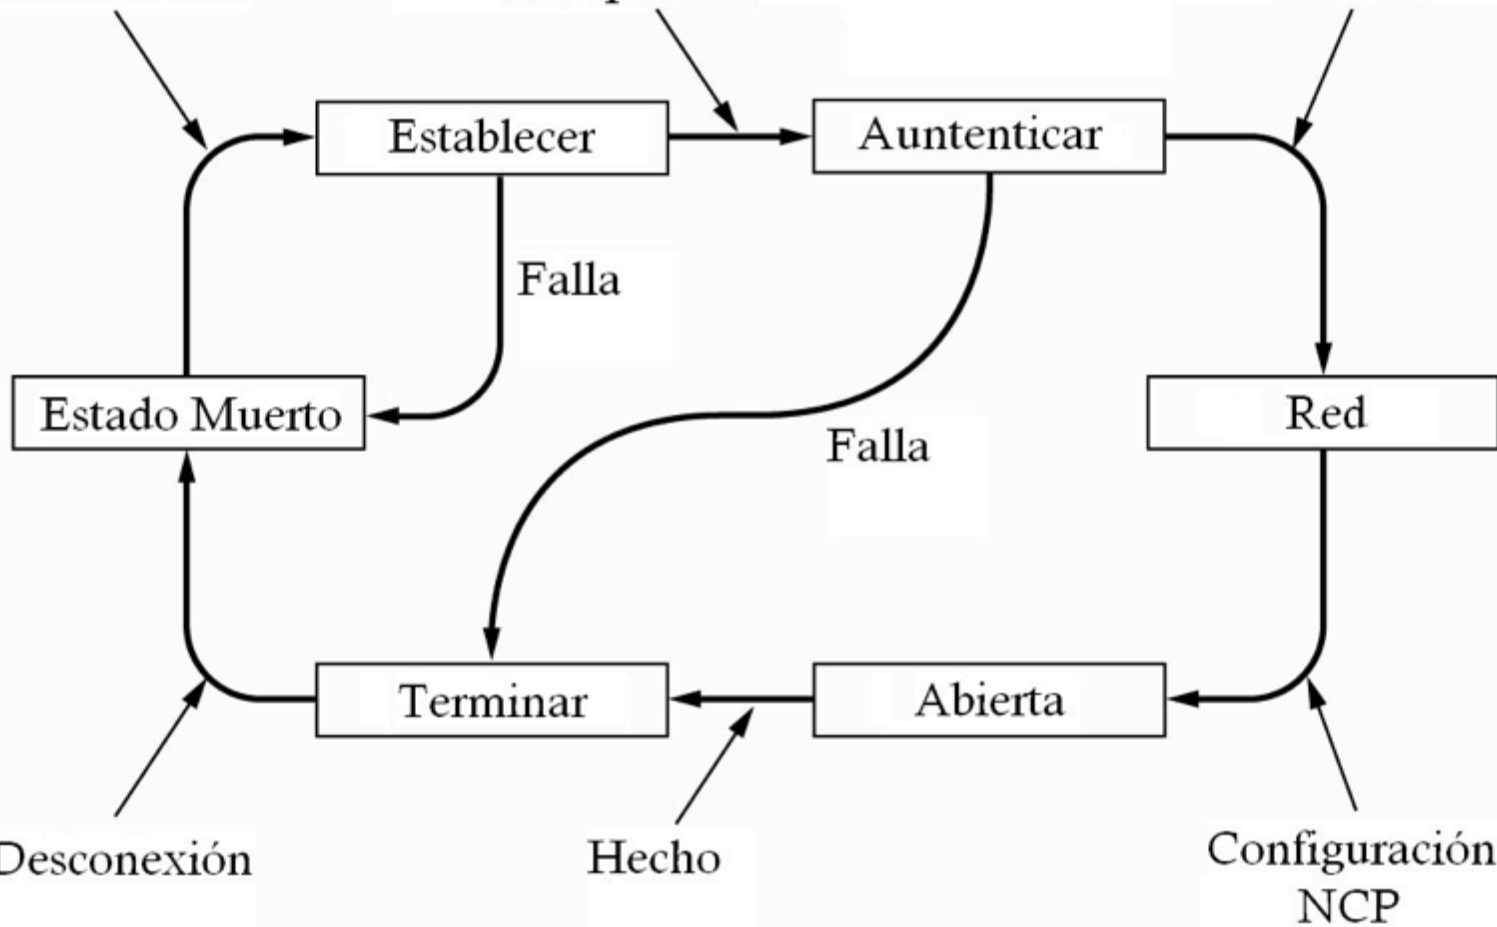 Establecer
Auntenticar
Falla
Estado Muerto
Red
Falla
Terminar
Abierta
Desconexión
Hecho
Configuración
NCP